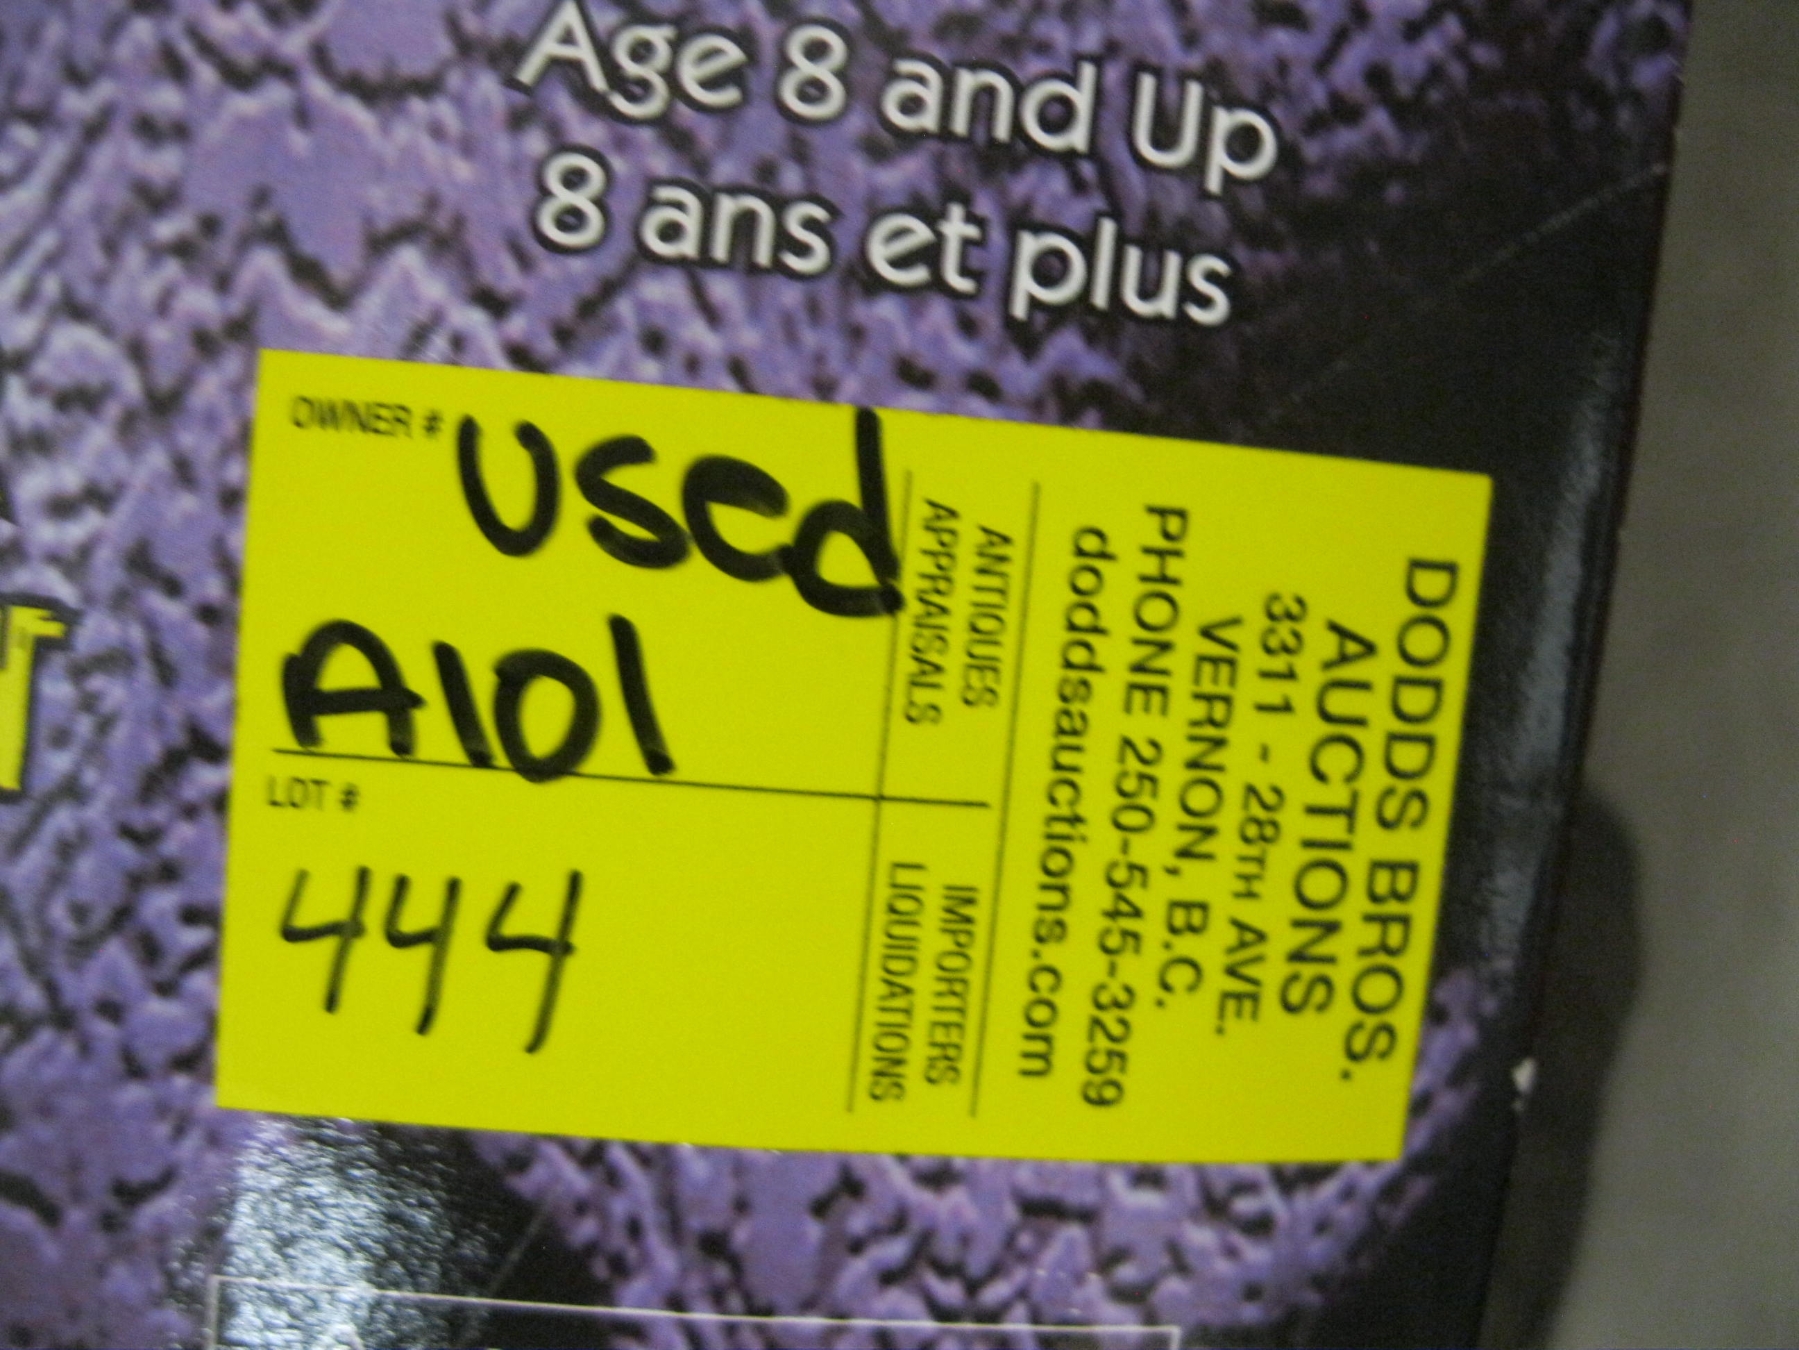 Age 8 and Up
8 ans et plus
OWNER # used
A101
LOT #
444
DODDS BROS.
AUCTIONS
3311 - 28TH AVE.
VERNON, B.C.
PHONE 250-545-3259
doddsauctions.com
ANTIQUES IMPORTERS
APPRAISALS LIQUIDATIONS